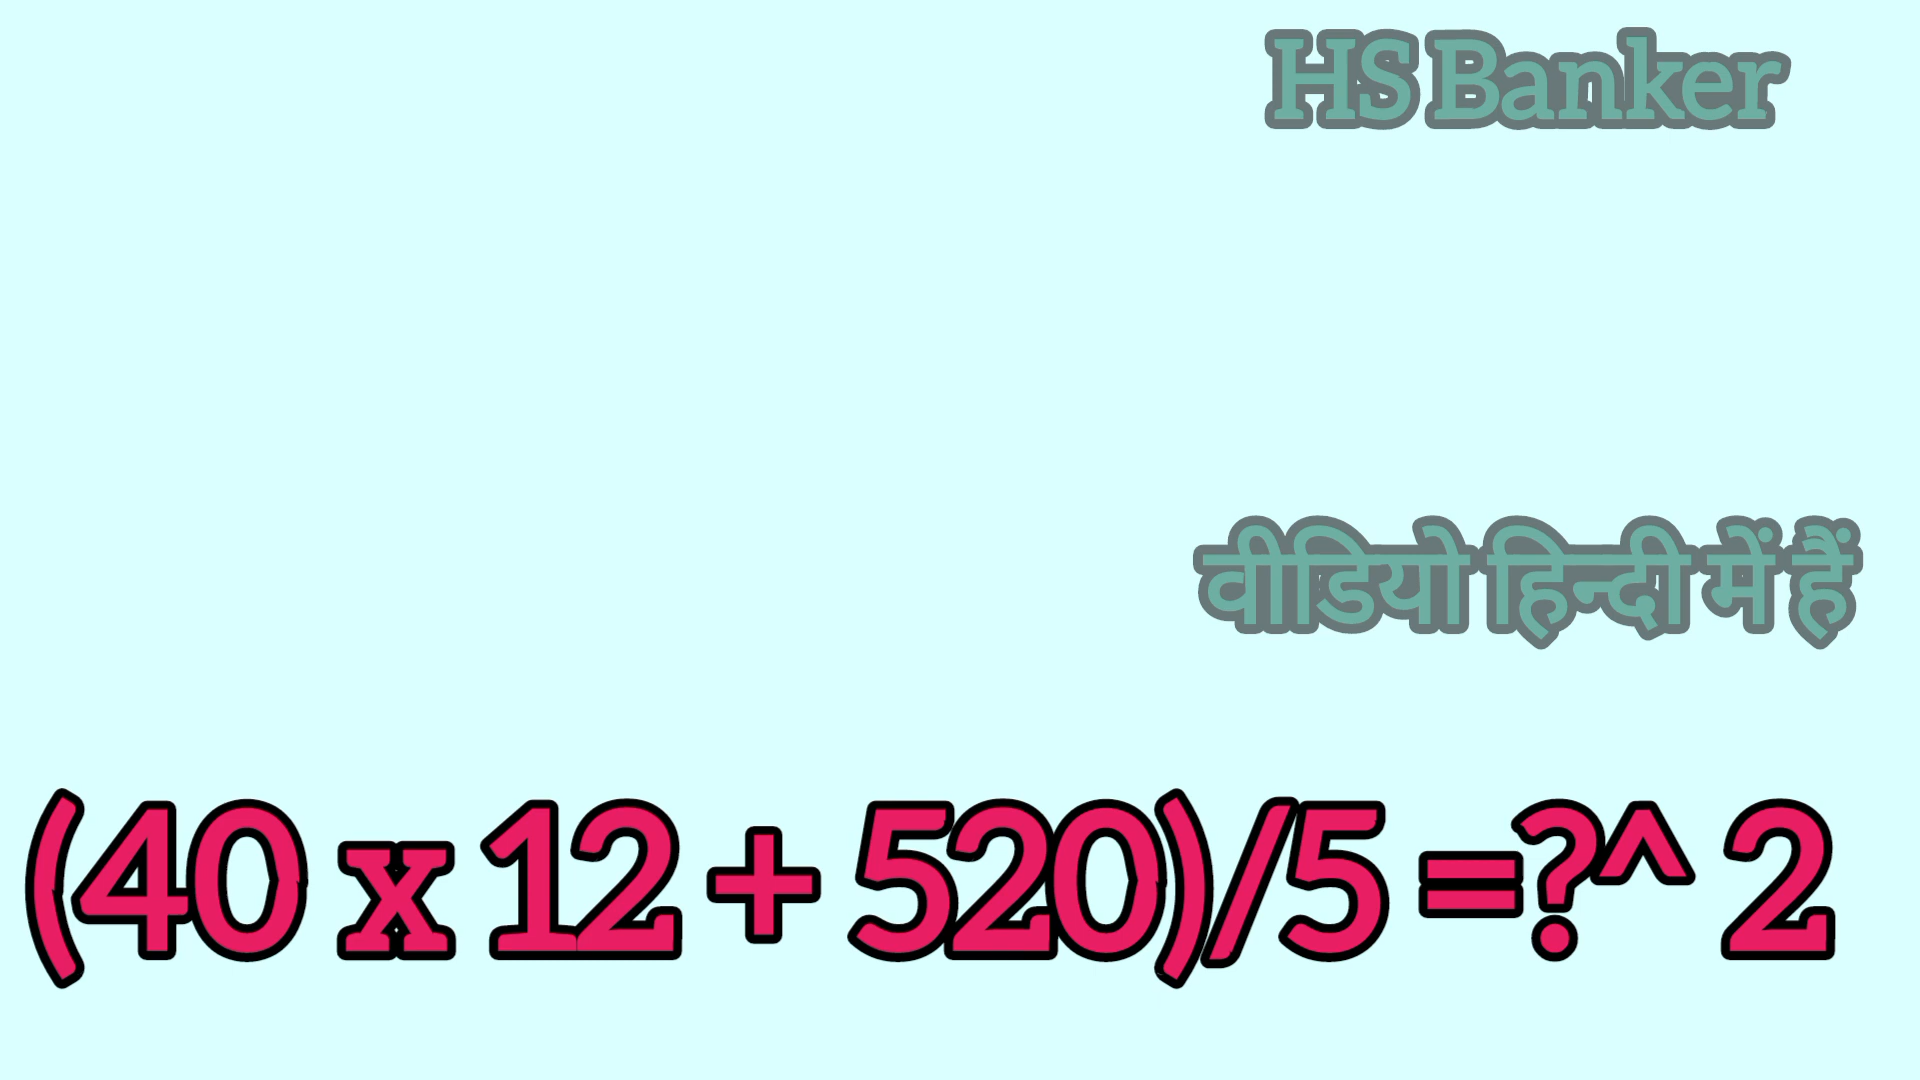 HS Banker
वीडियो हिन्दी में हैं
(40 x 12 + 520)/5 =?^ 2